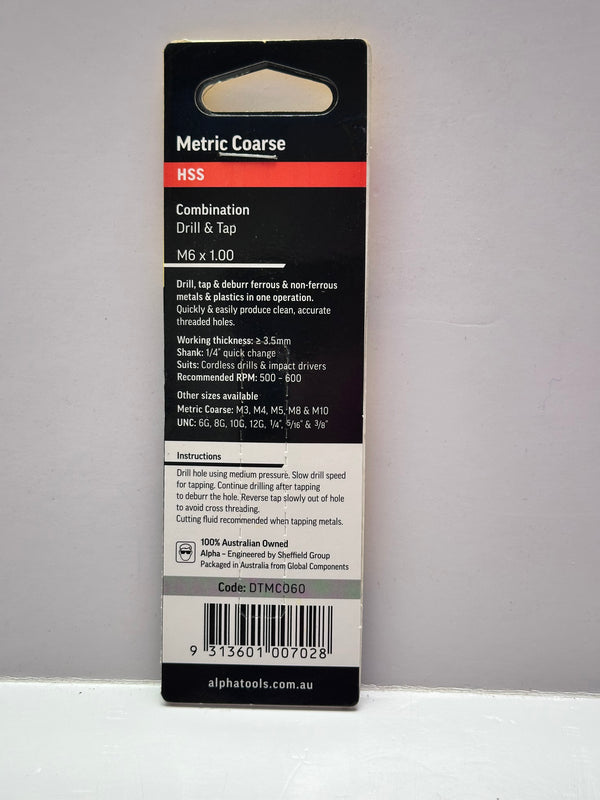 Metric Coarse
HSS
Combination
Drill & Tap
M6 x 1.00
Drill, tap & deburr ferrous & non-ferrous
metals & plastics in one operation.
Quickly & easily produce clean, accurate
threaded holes.
Working thickness: ≥ 3.5mm
Shank: 1/4" quick change
Suits: Cordless drills & impact drivers
Recommended RPM: 500 - 600
Other sizes available
Metric Coarse: M3, M4, M5, M8 & M10
UNC: 6G, 8G, 10G, 12G, 1/4", 5/16" & 3/8"
Instructions
Drill hole using medium pressure. Slow drill speed
for tapping. Continue drilling after tapping
to deburr the hole. Reverse tap slowly out of hole
to avoid cross threading.
Cutting fluid recommended when tapping metals.
100% Australian Owned
Alpha – Engineered by Sheffield Group
Packaged in Australia from Global Components
Code: DTMC060
9 313601 007028
alphatools.com.au